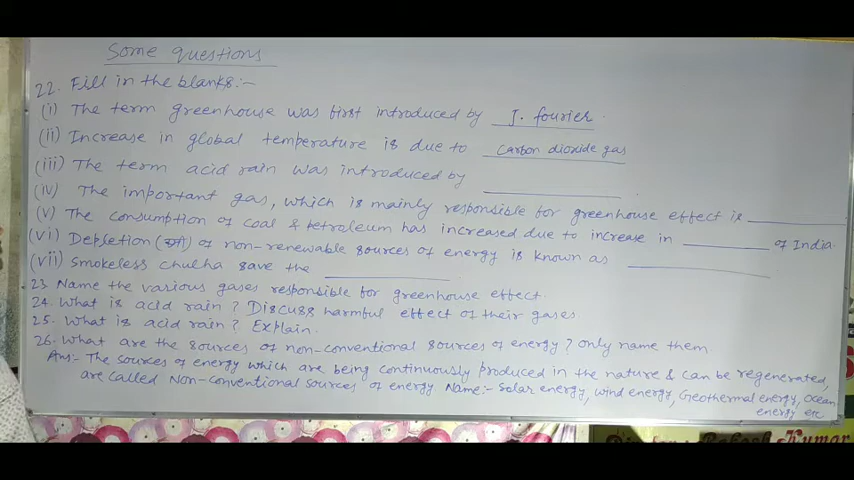 Some questions
22. Fill in the blanks:-
(i) The term greenhouse was first introduced by J. fourier.
(ii) Increase in global temperature is due to carbon dioxide gas
(iii) The term acid rain was introduced by ________.
(iv) The important gas, which is mainly responsible for greenhouse effect is ________
(v) The consumption of coal & petroleum has increased due to increase in ________ of India.
(vi) Depletion (कमी) of non-renewable sources of energy is known as ________
(vii) Smokeless chulha save the ________
23 Name the various gases responsible for greenhouse effect.
24. What is acid rain? Discuss harmful effect of their gases.
25. What is acid rain? Explain.
26. What are the sources of non-conventional sources of energy? only name them.
Ans:- The sources of energy which are being continuously produced in the nature & can be regenerated,
are called Non-conventional sources of energy Name:- Solar energy, wind energy, Geothermal energy, Ocean
energy etc
Kumar